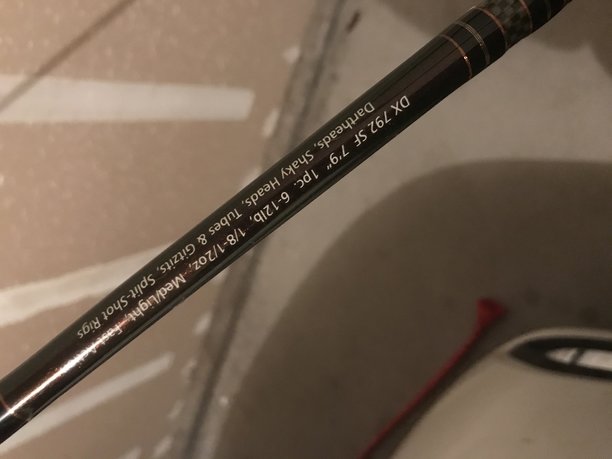 DX 792 SF 7'9" 1pc. 6-12lb, 1/8-1/2oz, Med/Light, Fast Action
Dartheads, Shaky Heads, Tubes & Gitzits, Split-Shot Rigs